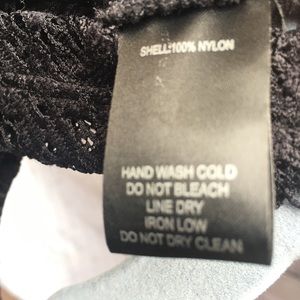 SHELL:100% NYLON
HAND WASH COLD
DO NOT BLEACH
LINE DRY
IRON LOW
DO NOT DRY CLEAN